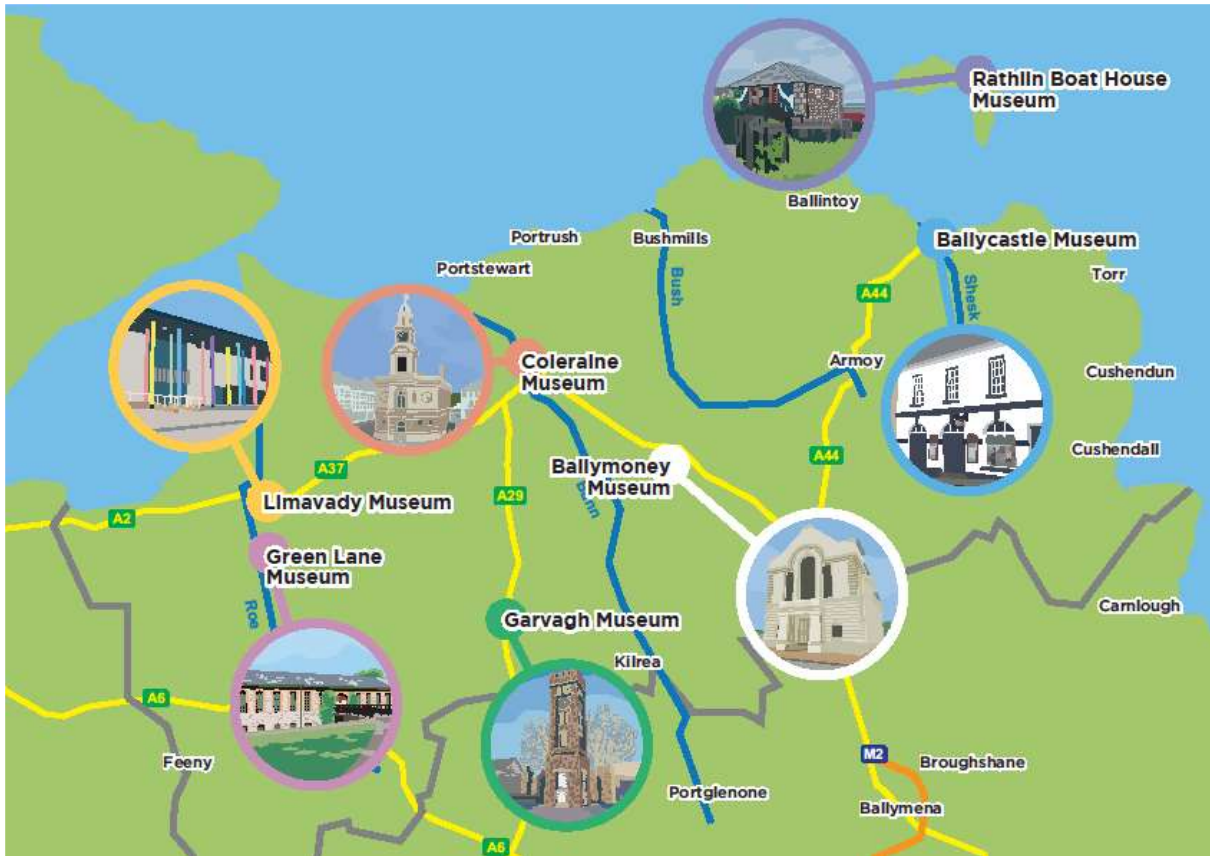 Rathlin Boat House
Museum
Ballintoy
Portrush
Bushmills
Ballycastle Museum
Portstewart
Torr
Bush
A44
Shesk
Coleraine
Museum
Armoy
Cushendun
A37
Ballymoney
Museum
A44
Cushendall
Limavady Museum
A29
Bann
A2
Green Lane
Museum
Roe
Garvagh Museum
Carnlough
Kilrea
A6
Feeny
M2
Broughshane
Portglenone
Ballymena
A6